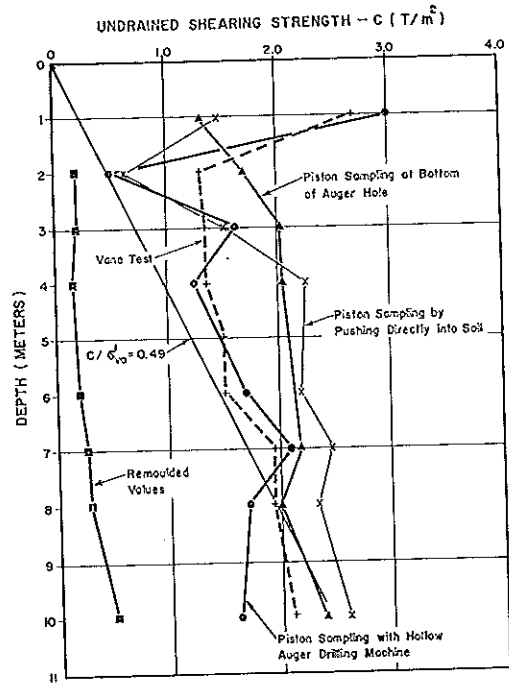 UNDRAINED SHEARING STRENGTH - C (T/m²)
0 1.0 2.0 3.0 4.0
0
1
2
Piston Sampling at Bottom
of Auger Hole
3
Vane Test
4
DEPTH (METERS)
Piston Sampling by
Pushing Directly Into Soil
5
C/σ'vo = 0.49
6
7
Remoulded
Values
8
9
10
Piston Sampling with Hollow
Auger Drilling Machine
11